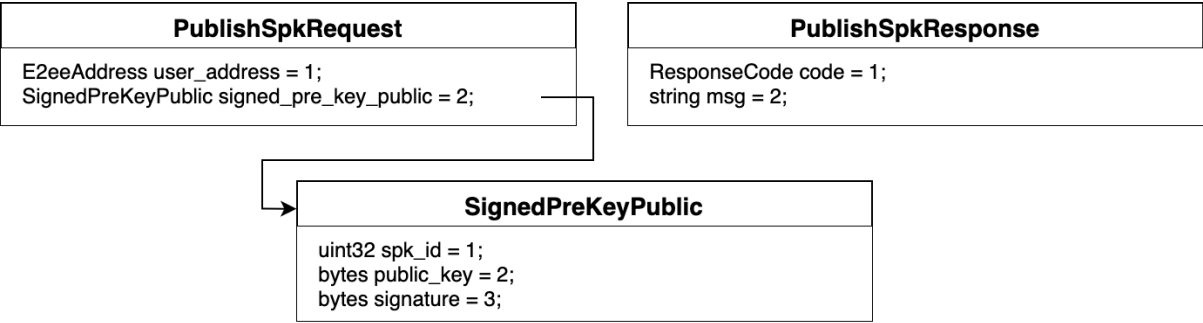 PublishSpkRequest
E2eeAddress user_address = 1;
SignedPreKeyPublic signed_pre_key_public = 2;
PublishSpkResponse
ResponseCode code = 1;
string msg = 2;
SignedPreKeyPublic
uint32 spk_id = 1;
bytes public_key = 2;
bytes signature = 3;